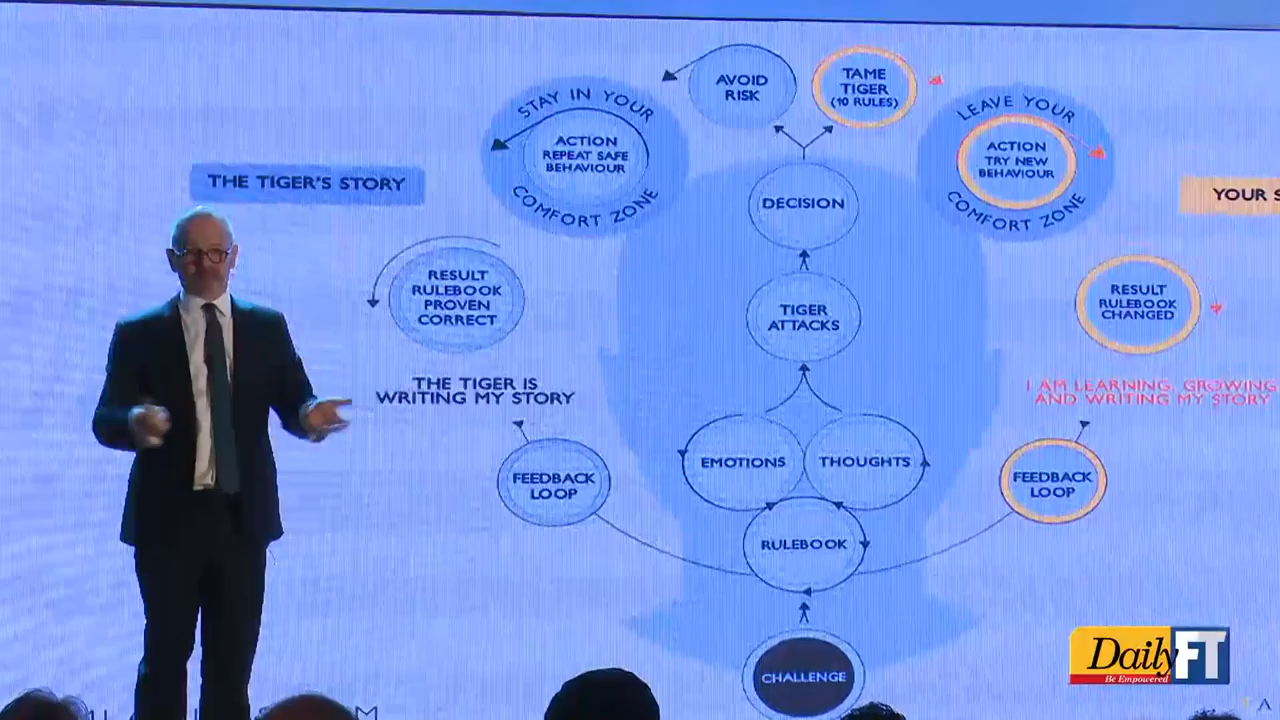 AVOID
RISK
TAME
TIGER
(10 RULES)
STAY IN YOUR
COMFORT ZONE
ACTION
REPEAT SAFE
BEHAVIOUR
LEAVE YOUR
COMFORT ZONE
ACTION
TRY NEW
BEHAVIOUR
THE TIGER'S STORY
YOUR S
DECISION
RESULT
RULEBOOK
PROVEN
CORRECT
TIGER
ATTACKS
RESULT
RULEBOOK
CHANGED
THE TIGER IS
WRITING MY STORY
I AM LEARNING, GROWING
AND WRITING MY STORY
EMOTIONS
THOUGHTS
FEEDBACK
LOOP
FEEDBACK
LOOP
RULEBOOK
CHALLENGE
Daily FT
Be Empowered